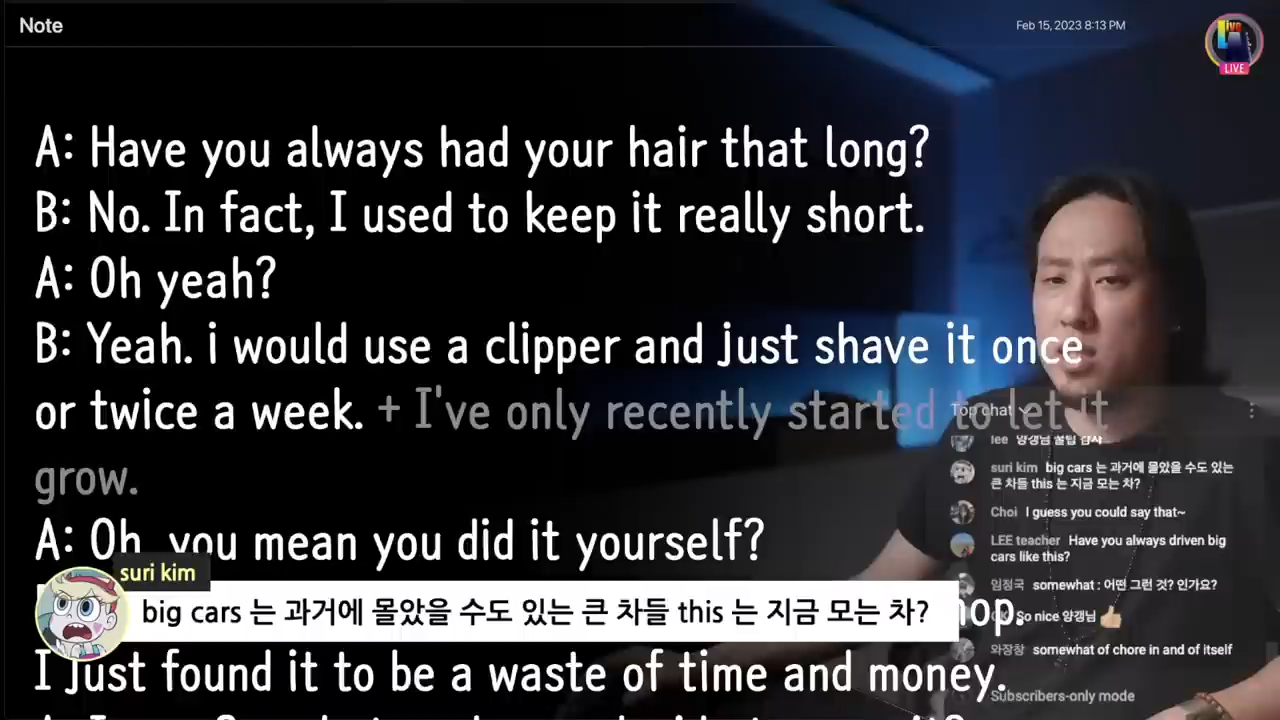 Note
Feb 15, 2023 8:13 PM
Live
LIVE
A: Have you always had your hair that long?
B: No. In fact, I used to keep it really short.
A: Oh yeah?
B: Yeah. i would use a clipper and just shave it once
or twice a week. + I've only recently started to let it
grow.
A: Oh, you mean you did it yourself?
suri kim
big cars 는 과거에 몰았을 수도 있는 큰 차들 this 는 지금 모는 차?
I just found it to be a waste of time and money.
Top chat
lee 양갱님 꿀팁 감사
suri kim big cars 는 과거에 몰았을 수도 있는
큰 차들 this 는 지금 모는 차?
Choi I guess you could say that~
LEE teacher Have you always driven big
cars like this?
임정국 somewhat : 어떤 그런 것? 인가요?
So nice 양갱님 👍
와장창 somewhat of chore in and of itself
Subscribers-only mode